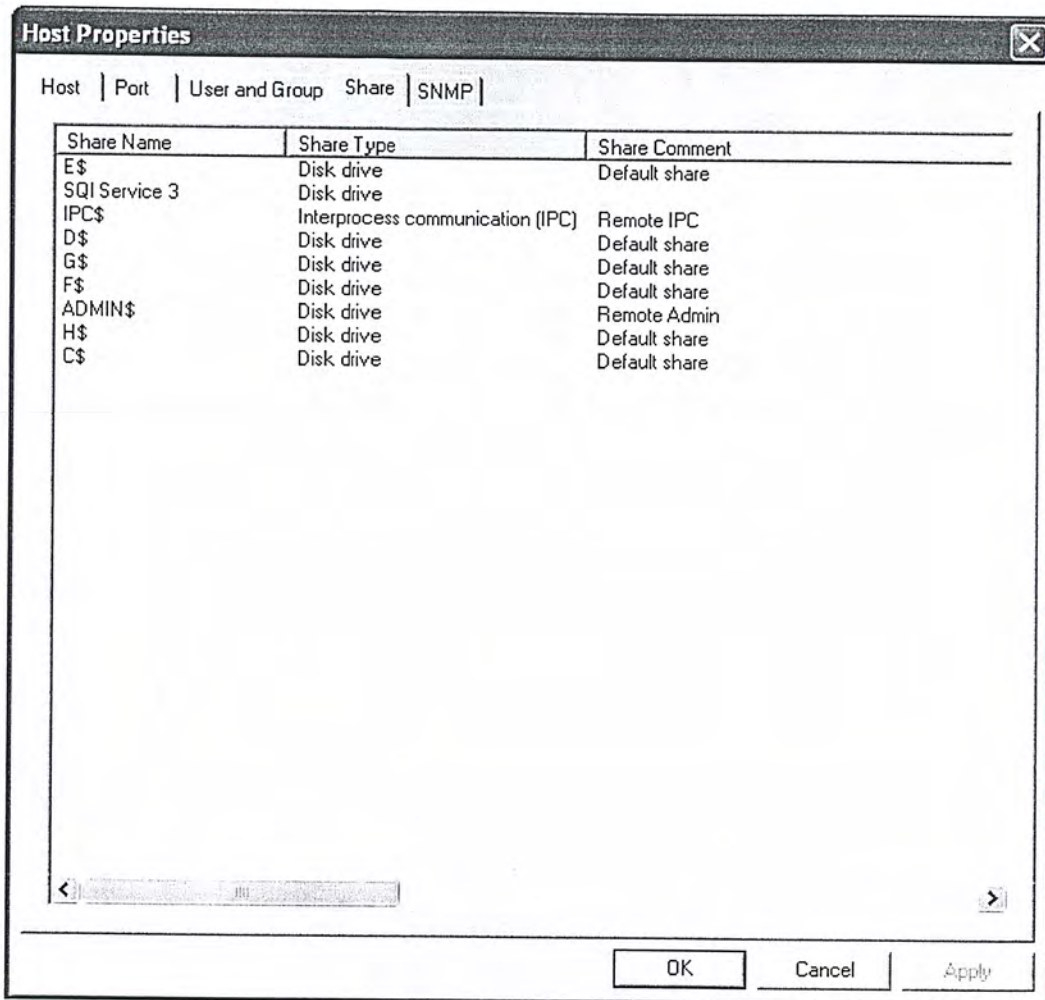 Host Properties
Host Port User and Group Share SNMP
Share Name Share Type Share Comment
E$ Disk drive Default share
SQI Service 3 Disk drive
IPC$ Interprocess communication (IPC) Remote IPC
D$ Disk drive Default share
G$ Disk drive Default share
F$ Disk drive Default share
ADMIN$ Disk drive Remote Admin
H$ Disk drive Default share
C$ Disk drive Default share
OK Cancel Apply